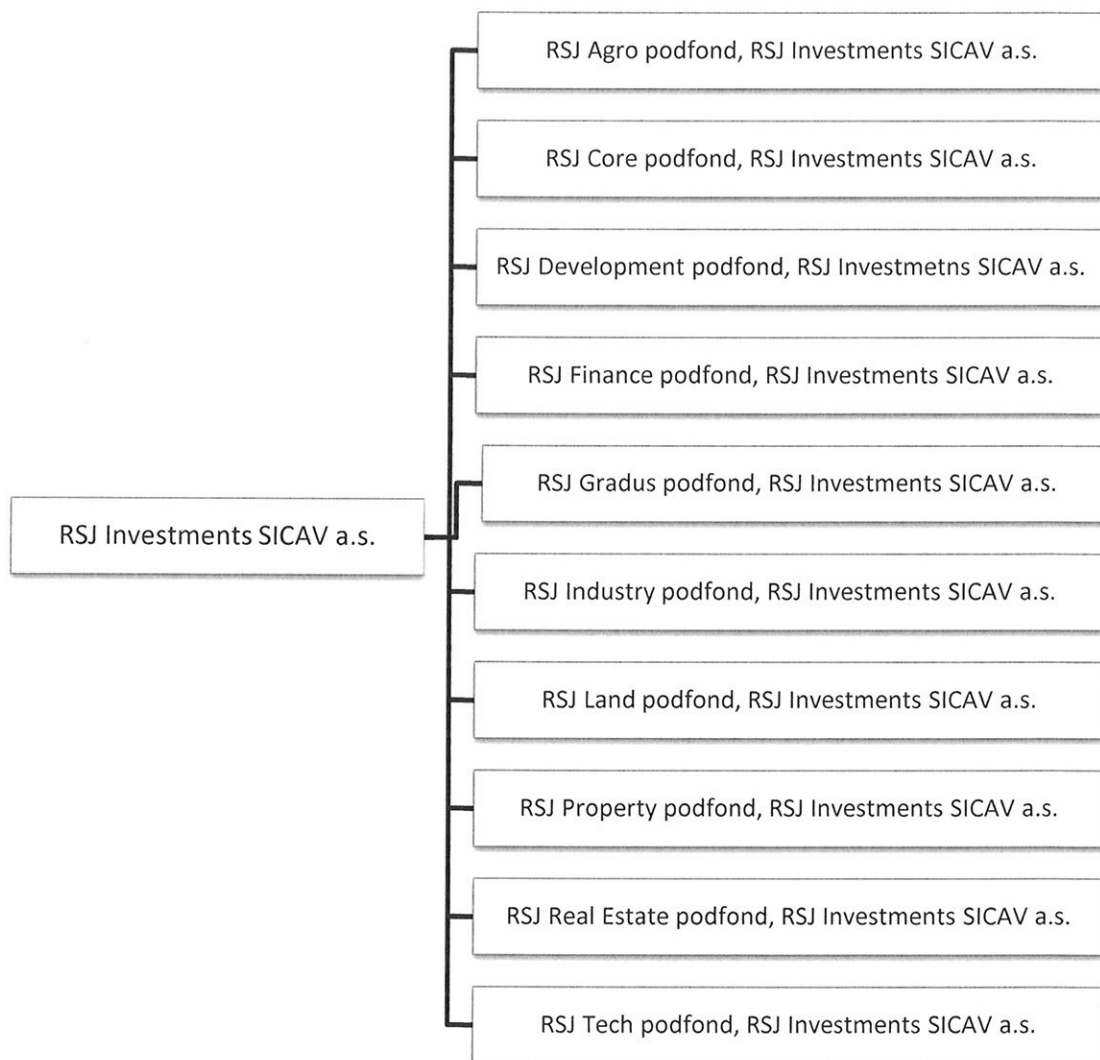 RSJ Agro podfond, RSJ Investments SICAV a.s.
RSJ Core podfond, RSJ Investments SICAV a.s.
RSJ Development podfond, RSJ Investmetns SICAV a.s.
RSJ Finance podfond, RSJ Investments SICAV a.s.
RSJ Gradus podfond, RSJ Investments SICAV a.s.
RSJ Investments SICAV a.s.
RSJ Industry podfond, RSJ Investments SICAV a.s.
RSJ Land podfond, RSJ Investments SICAV a.s.
RSJ Property podfond, RSJ Investments SICAV a.s.
RSJ Real Estate podfond, RSJ Investments SICAV a.s.
RSJ Tech podfond, RSJ Investments SICAV a.s.